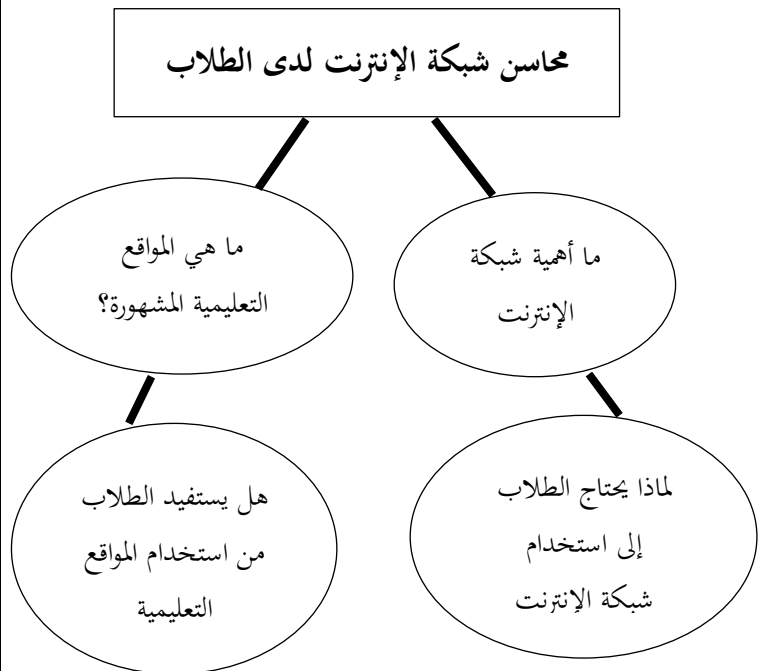 محاسن شبكة الإنترنت لدى الطلاب
ما أهمية شبكة
الإنترنت
ما هي المواقع
التعليمية المشهورة؟
لماذا يحتاج الطلاب
إلى استخدام
شبكة الإنترنت
هل يستفيد الطلاب
من استخدام المواقع
التعليمية